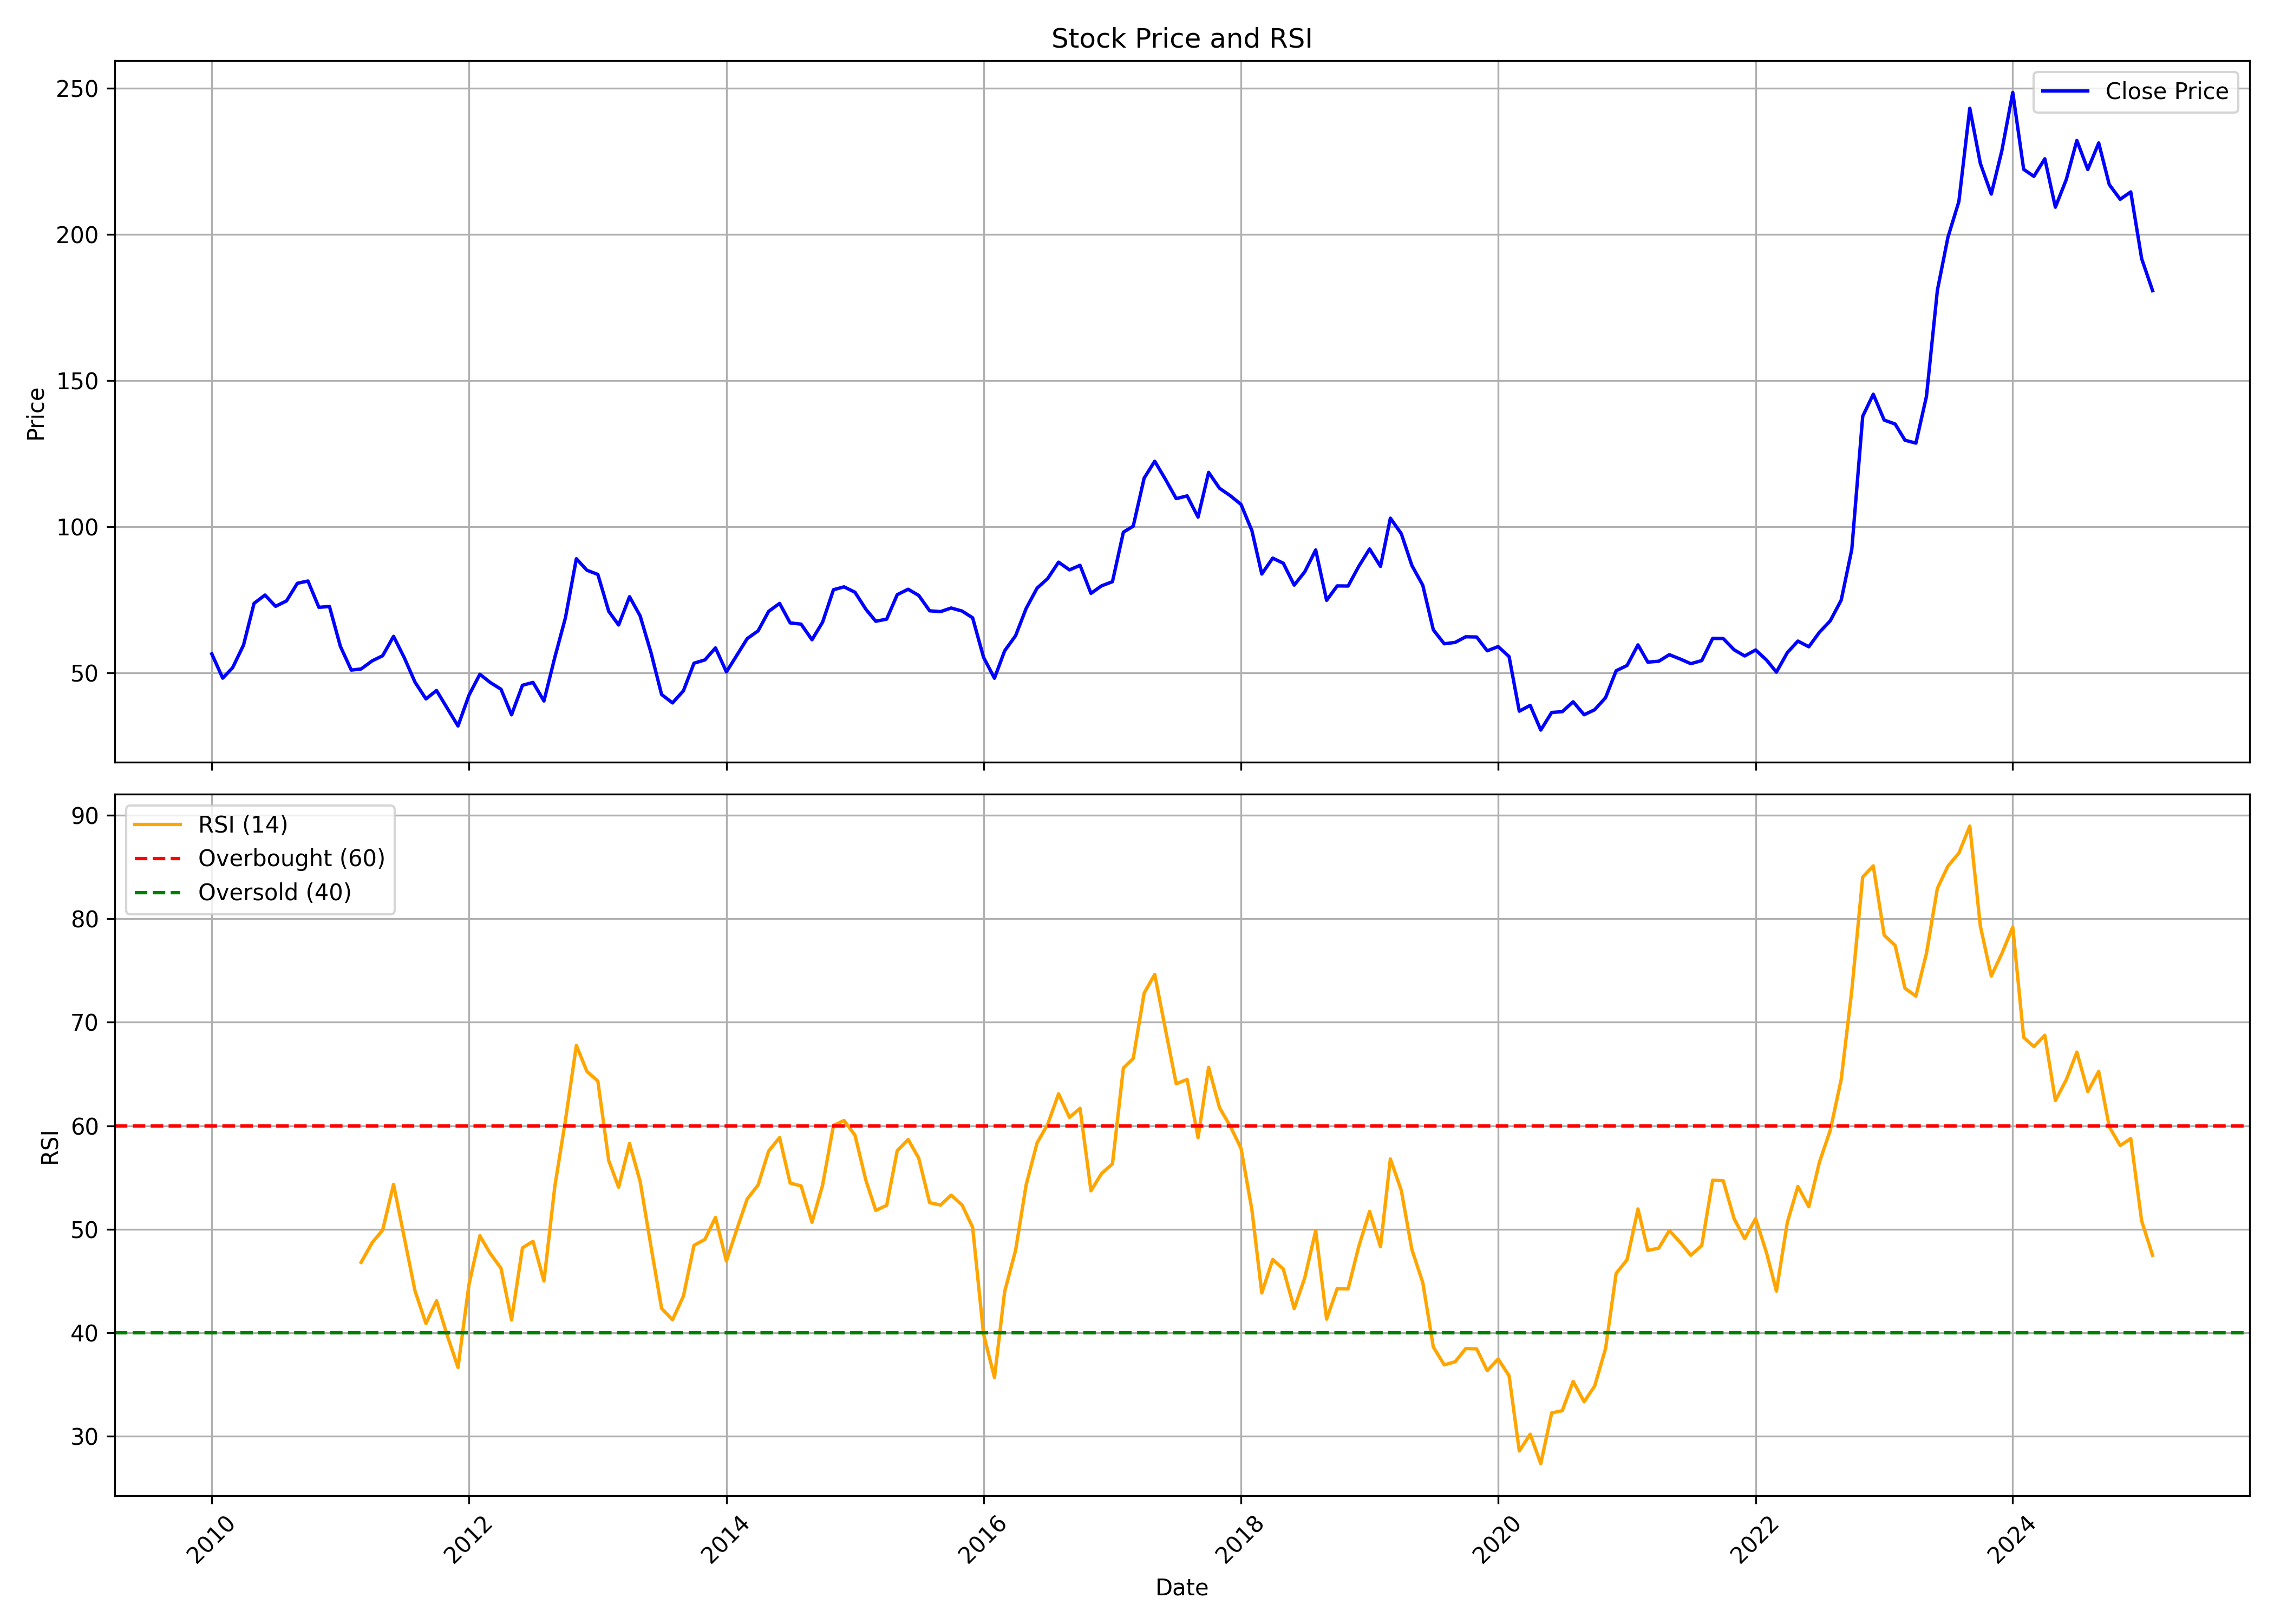 Stock Price and RSI
250
200
150
100
50
Price
Close Price
90
80
70
60
50
40
30
RSI
RSI (14)
Overbought (60)
Oversold (40)
2010
2012
2014
2016
2018
2020
2022
2024
Date